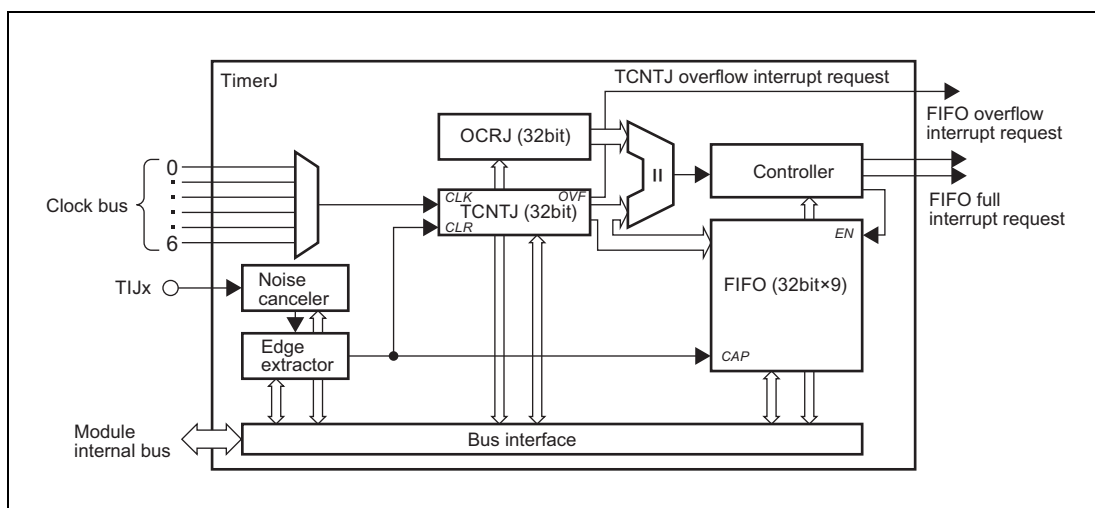 TimerJ
TCNTJ overflow interrupt request
FIFO overflow
interrupt request
OCRJ (32bit)
=
Controller
FIFO full
interrupt request
Clock bus
0
6
CLK
OVF
TCNTJ (32bit)
CLR
EN
FIFO (32bit×9)
CAP
TIJx
Noise
canceler
Edge
extractor
Module
internal bus
Bus interface